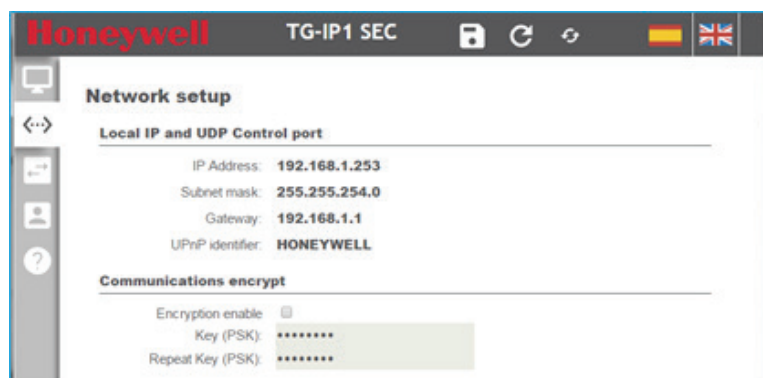 Honeywell TG-IP1 SEC
Network setup
Local IP and UDP Control port
IP Address: 192.168.1.253
Subnet mask: 255.255.254.0
Gateway: 192.168.1.1
UPnP identifier: HONEYWELL
Communications encrypt
Encryption enable
Key (PSK): ••••••••
Repeat Key (PSK): ••••••••